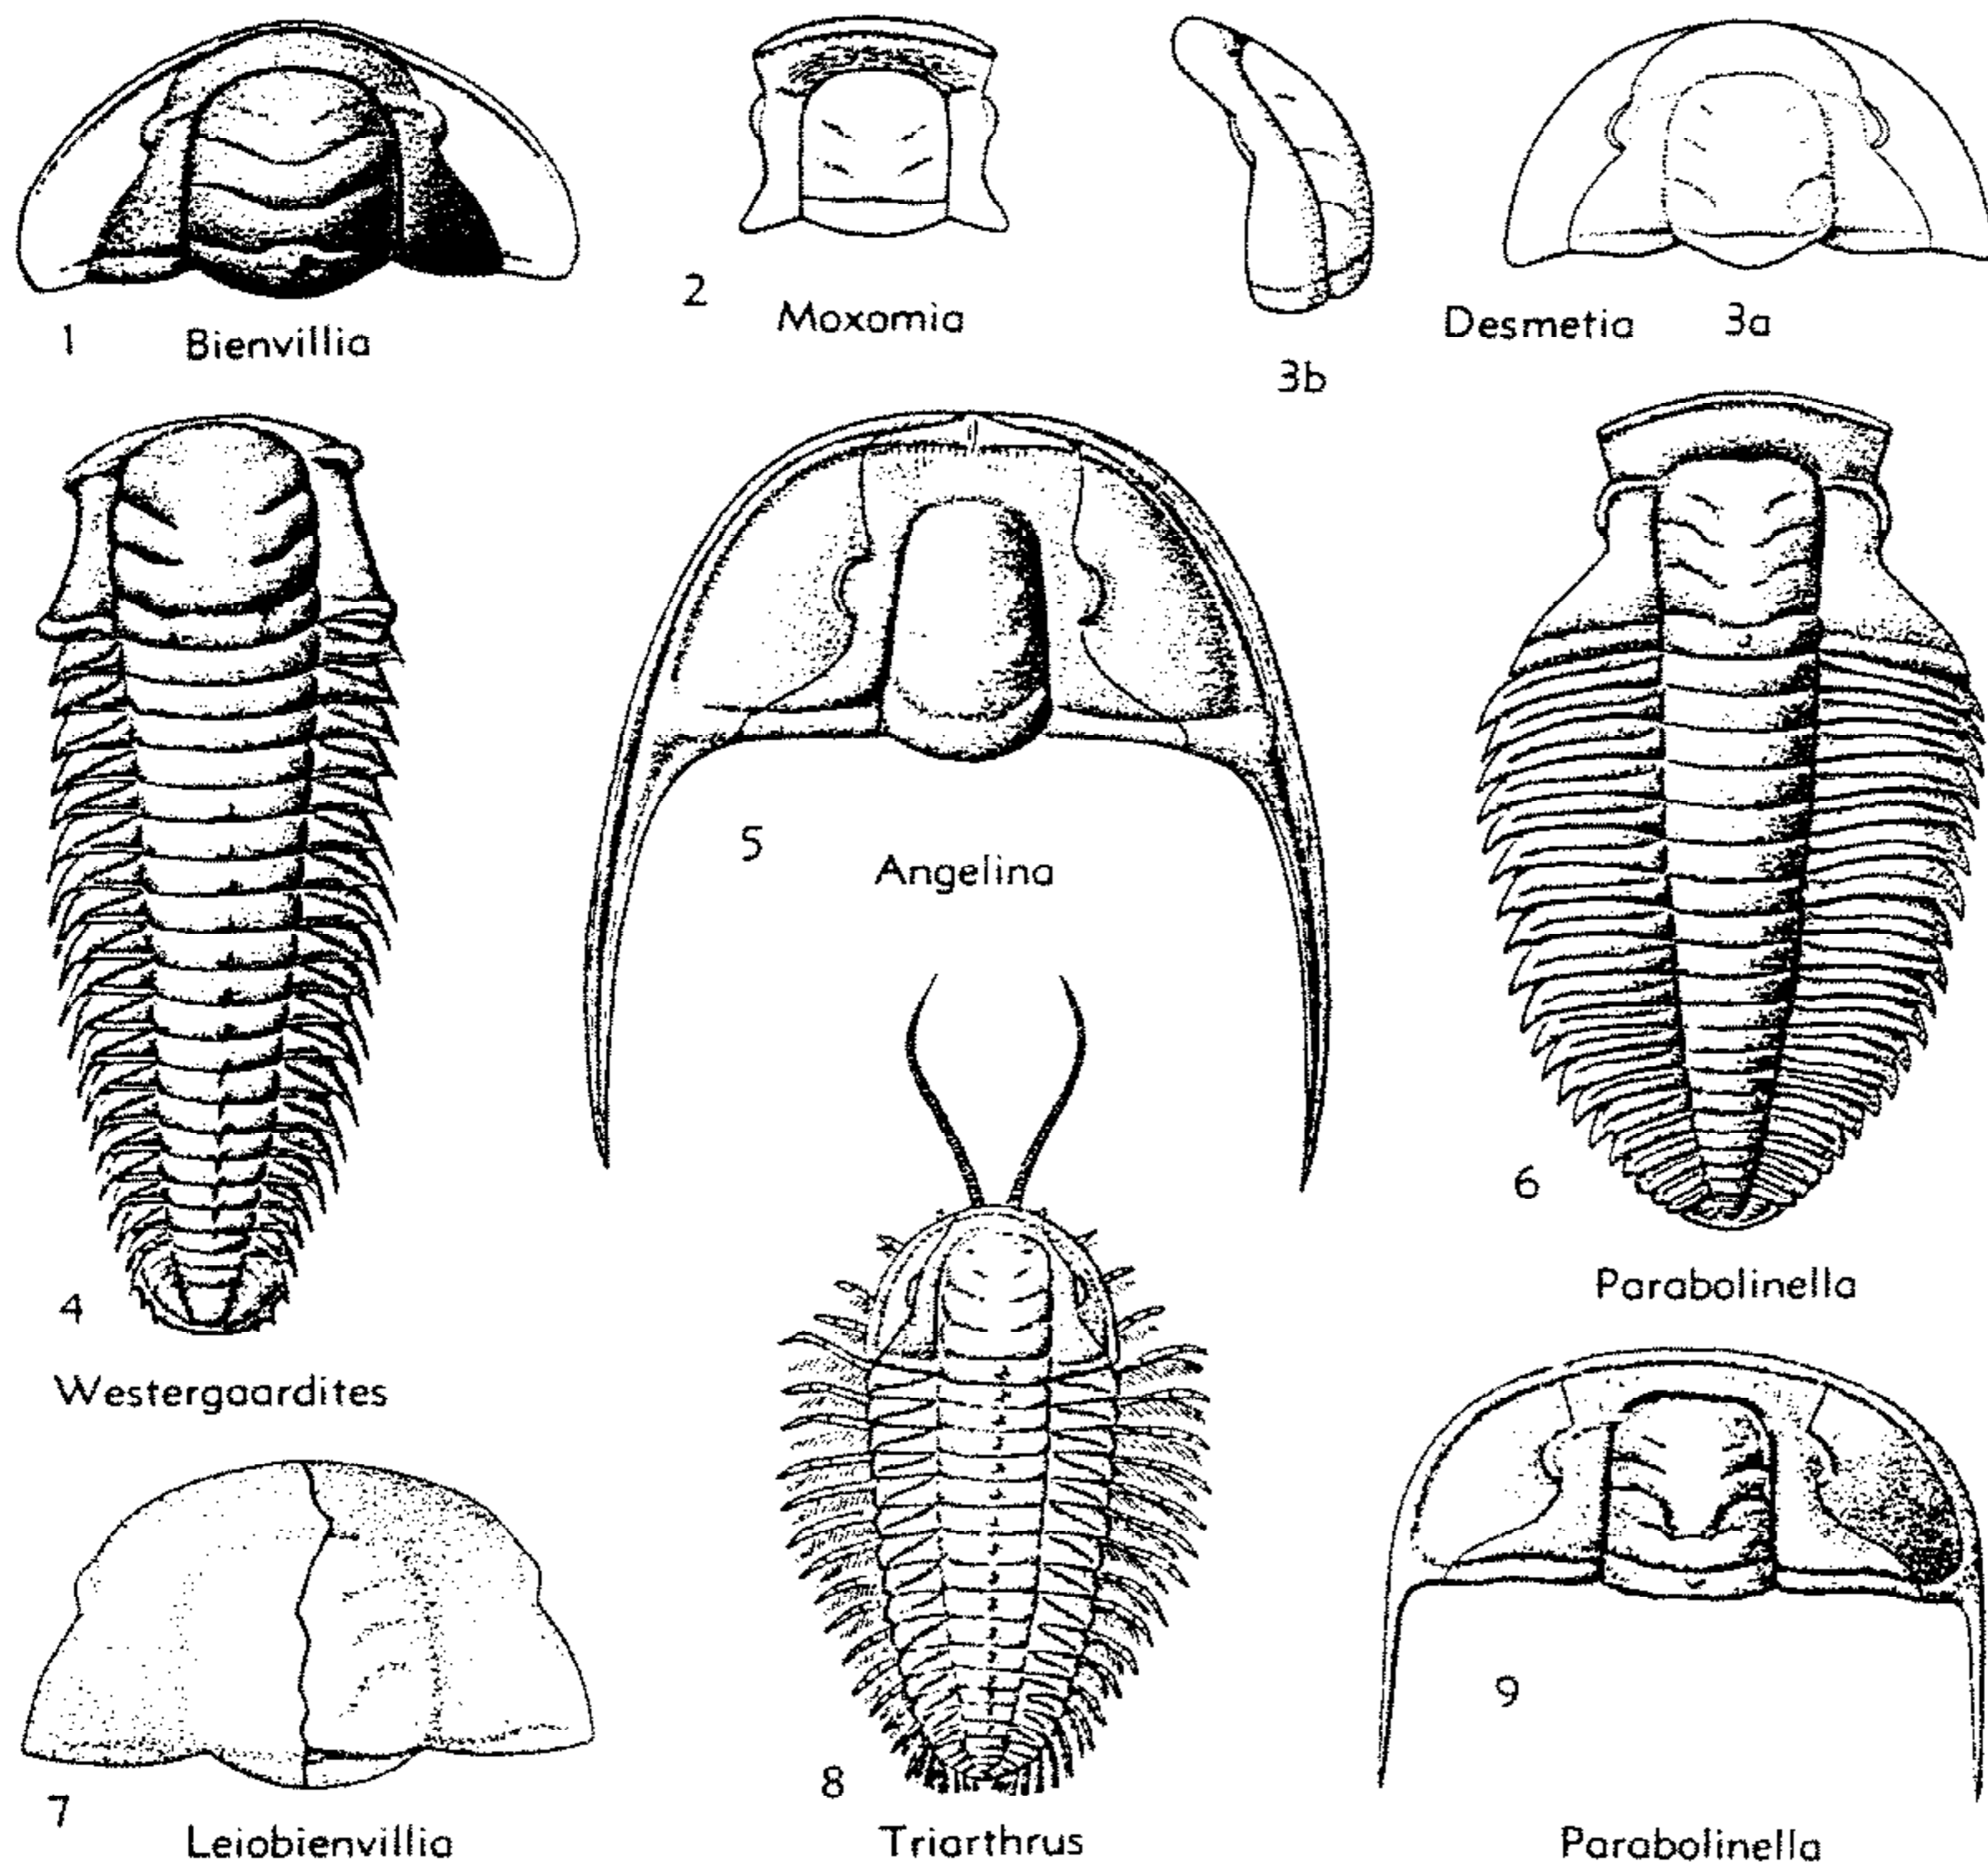 1 Bienvillia
2 Moxomia
3b
Desmetia 3a
4
Westergaardites
5 Angelina
6
Parabolinella
7
Leiobienvillia
8
Triarthrus
9
Parabolinella